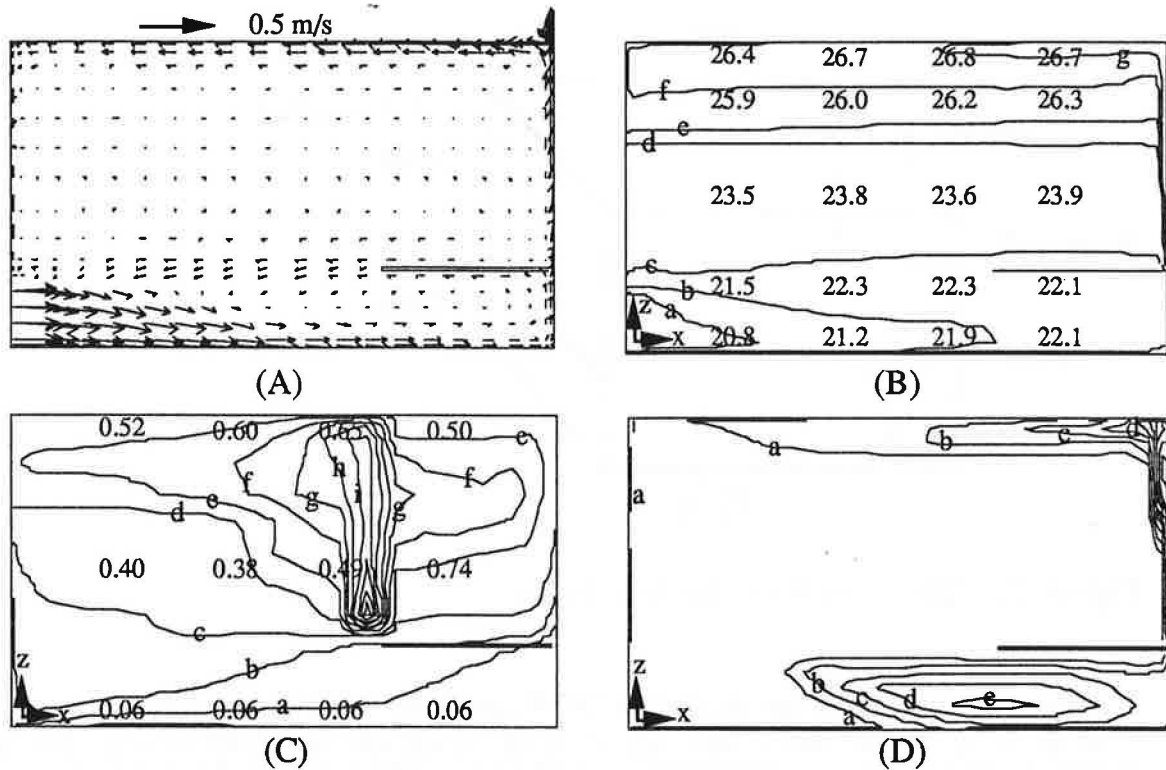 0.5 m/s
26.4 26.7 26.8 26.7 g
f
25.9 26.0 26.2 26.3
e
d
23.5 23.8 23.6 23.9
c
21.5 22.3 22.3 22.1
b
a
z
20.8 21.2 21.9 22.1
x
(A)
(B)
0.52 0.60 0.65 0.50 e
h
f i f
g g
e
d
0.40 0.38 0.49 0.74
c
z
b
a
x
0.06 0.06 0.06 0.06
a b c d
a
z
b c d e
a
x
(C)
(D)